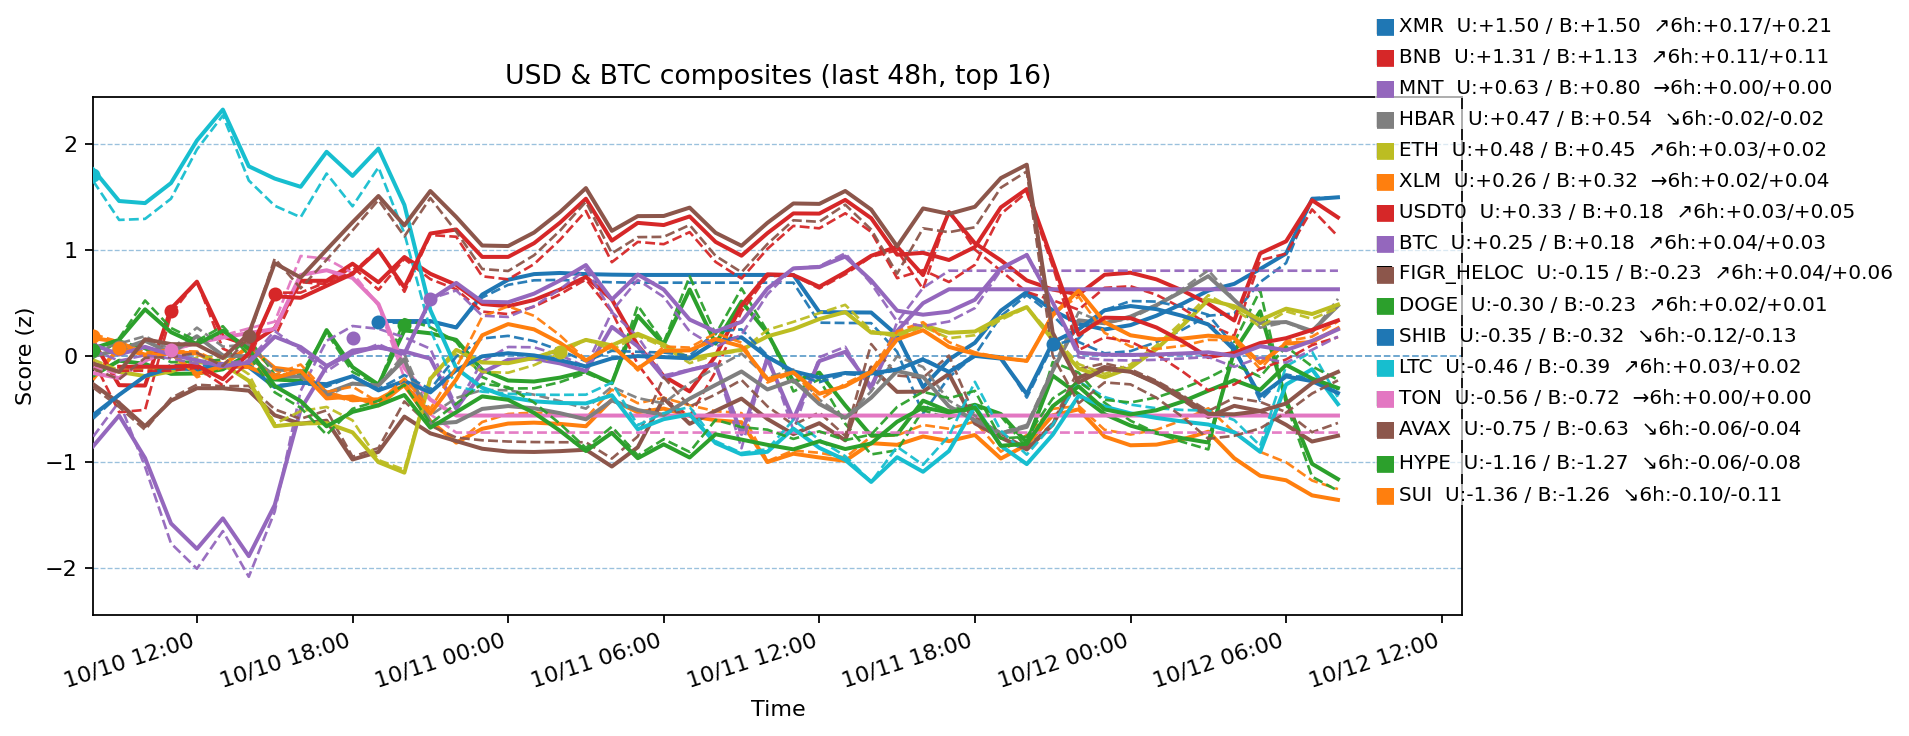 USD & BTC composites (last 48h, top 16)
XMR U:+1.50 / B:+1.50 ↗6h:+0.17/+0.21
BNB U:+1.31 / B:+1.13 ↗6h:+0.11/+0.11
MNT U:+0.63 / B:+0.80 →6h:+0.00/+0.00
HBAR U:+0.47 / B:+0.54 ↘6h:-0.02/-0.02
ETH U:+0.48 / B:+0.45 ↗6h:+0.03/+0.02
XLM U:+0.26 / B:+0.32 →6h:+0.02/+0.04
USDT0 U:+0.33 / B:+0.18 ↗6h:+0.03/+0.05
BTC U:+0.25 / B:+0.18 ↗6h:+0.04/+0.03
FIGR_HELOC U:-0.15 / B:-0.23 ↗6h:+0.04/+0.06
DOGE U:-0.30 / B:-0.23 ↗6h:+0.02/+0.01
SHIB U:-0.35 / B:-0.32 ↘6h:-0.12/-0.13
LTC U:-0.46 / B:-0.39 ↗6h:+0.03/+0.02
TON U:-0.56 / B:-0.72 →6h:+0.00/+0.00
AVAX U:-0.75 / B:-0.63 ↘6h:-0.06/-0.04
HYPE U:-1.16 / B:-1.27 ↘6h:-0.06/-0.08
SUI U:-1.36 / B:-1.26 ↘6h:-0.10/-0.11
Score (z)
2
1
0
−1
−2
10/10 12:00
10/10 18:00
10/11 00:00
10/11 06:00
10/11 12:00
10/11 18:00
10/12 00:00
10/12 06:00
10/12 12:00
Time